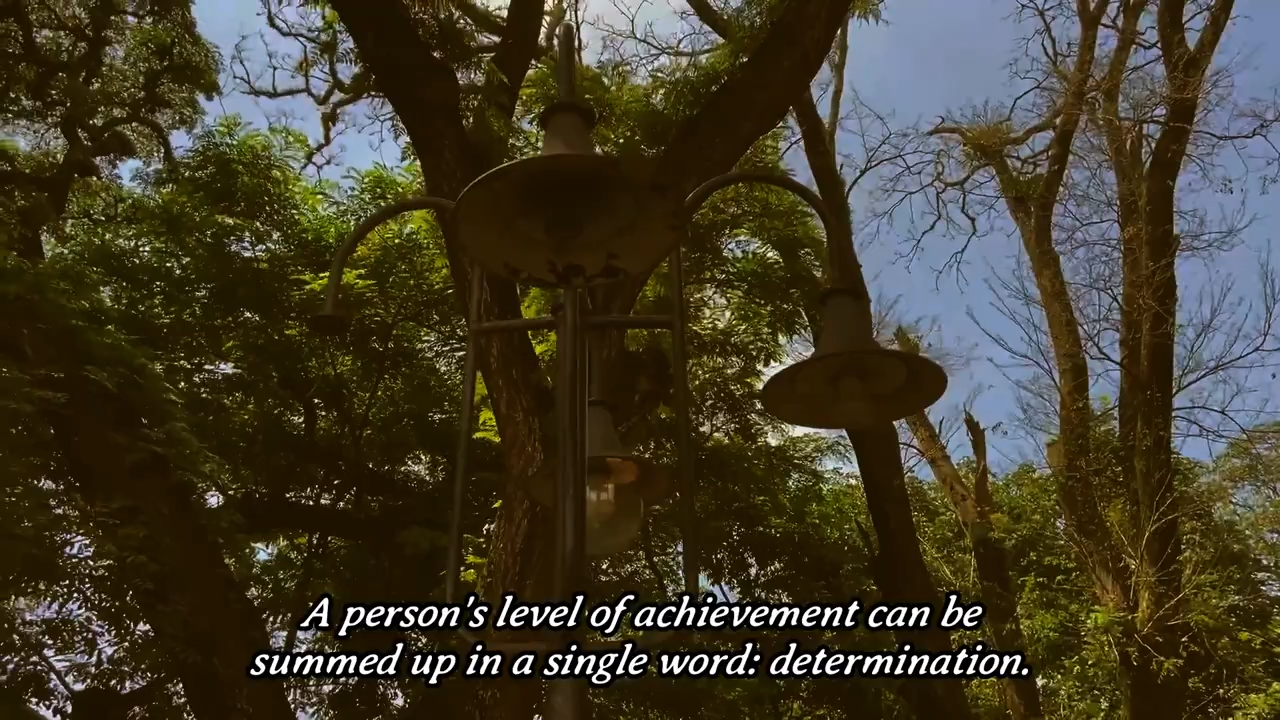 A person's level of achievement can be
summed up in a single word: determination.